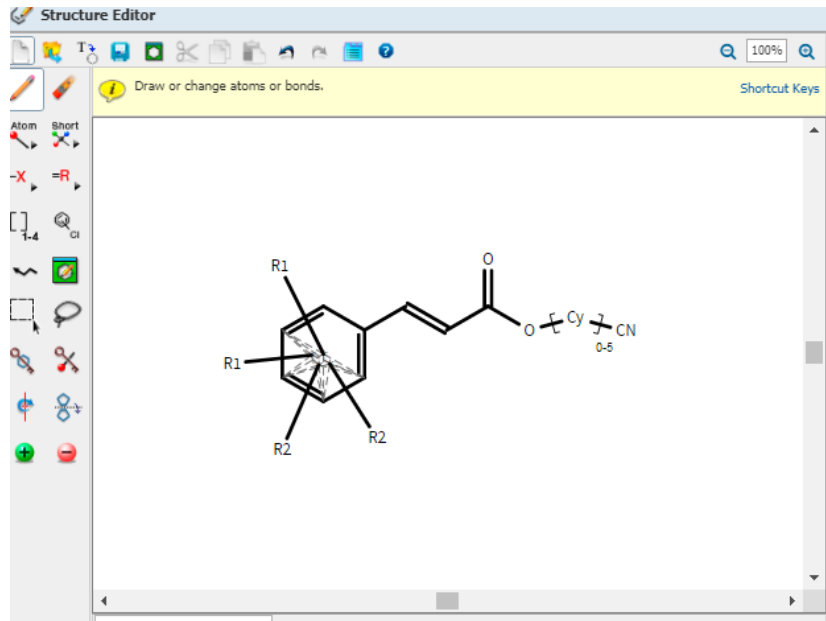 Structure Editor
T
100%
Draw or change atoms or bonds.
Shortcut Keys
Atom
Short
-X
=R
[ ]1-4
Cl
R1
O
R1
O
Cy
CN
0-5
R2
R2